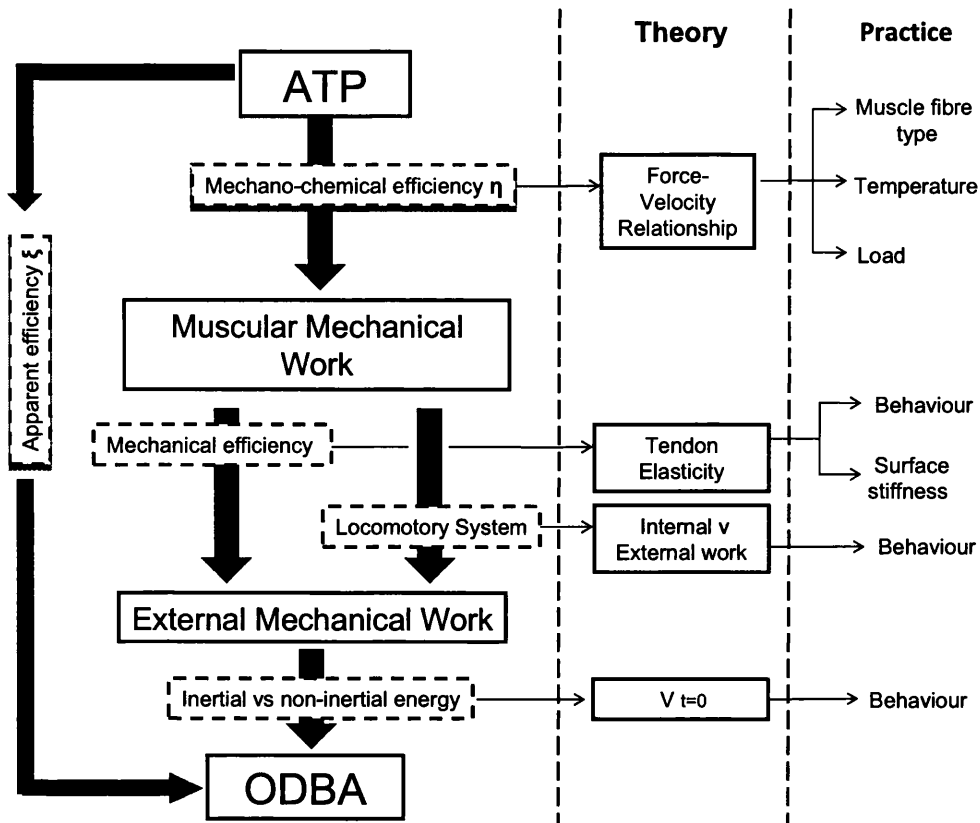 Theory
Practice
ATP
Mechano-chemical efficiency η
Force-
Velocity
Relationship
Muscle fibre
type
Temperature
Load
Apparent efficiency ξ
Muscular Mechanical
Work
Mechanical efficiency
Tendon
Elasticity
Behaviour
Surface
stiffness
Locomotory System
Internal v
External work
Behaviour
External Mechanical Work
Inertial vs non-inertial energy
V t=0
Behaviour
ODBA